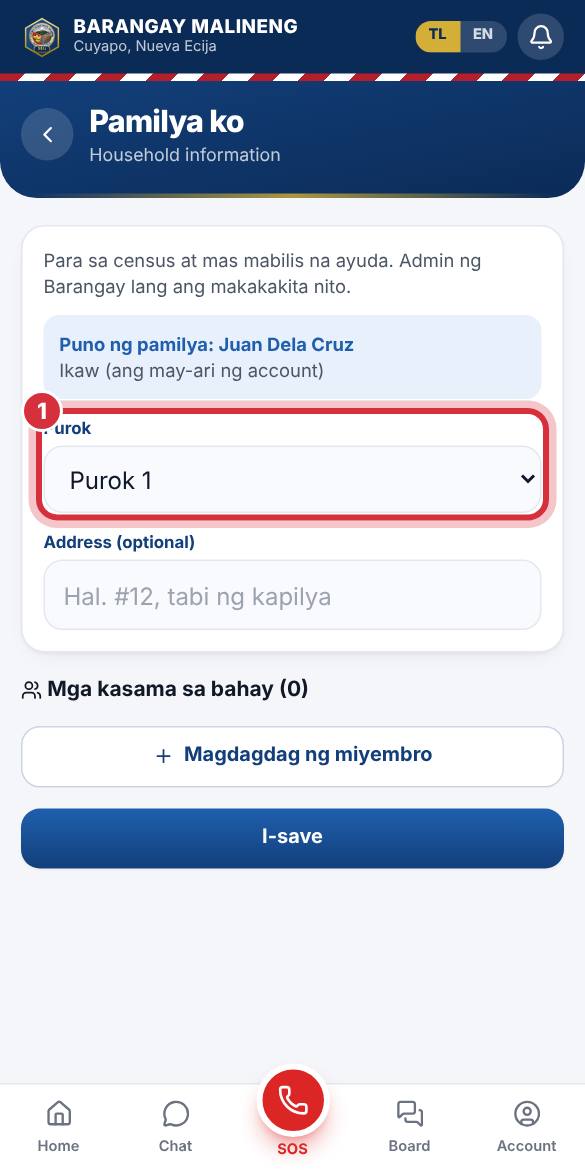 BARANGAY MALINENG
Cuyapo, Nueva Ecija
TL EN
Pamilya ko
Household information
Para sa census at mas mabilis na ayuda. Admin ng
Barangay lang ang makakakita nito.
Puno ng pamilya: Juan Dela Cruz
Ikaw (ang may-ari ng account)
1
Purok
Purok 1
Address (optional)
Hal. #12, tabi ng kapilya
Mga kasama sa bahay (0)
+ Magdagdag ng miyembro
I-save
Home Chat SOS Board Account